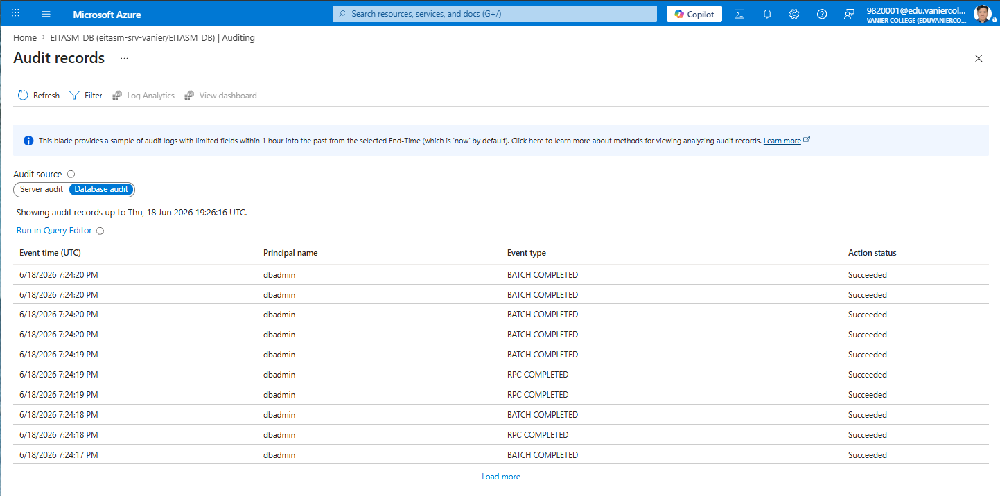 Microsoft Azure
Search resources, services, and docs (G+/)
Copilot
9820001@edu.vaniercol...
VANIER COLLEGE (EDUVANIERCO...
Home > EITASM_DB (eitasm-srv-vanier/EITASM_DB) | Auditing
Audit records ...
Refresh Filter Log Analytics View dashboard
This blade provides a sample of audit logs with limited fields within 1 hour into the past from the selected End-Time (which is 'now' by default). Click here to learn more about methods for viewing analyzing audit records. Learn more
Audit source
Server audit Database audit
Showing audit records up to Thu, 18 Jun 2026 19:26:16 UTC.
Run in Query Editor
Event time (UTC) Principal name Event type Action status
6/18/2026 7:24:20 PM dbadmin BATCH COMPLETED Succeeded
6/18/2026 7:24:20 PM dbadmin BATCH COMPLETED Succeeded
6/18/2026 7:24:20 PM dbadmin BATCH COMPLETED Succeeded
6/18/2026 7:24:20 PM dbadmin BATCH COMPLETED Succeeded
6/18/2026 7:24:19 PM dbadmin BATCH COMPLETED Succeeded
6/18/2026 7:24:19 PM dbadmin RPC COMPLETED Succeeded
6/18/2026 7:24:19 PM dbadmin RPC COMPLETED Succeeded
6/18/2026 7:24:18 PM dbadmin BATCH COMPLETED Succeeded
6/18/2026 7:24:18 PM dbadmin RPC COMPLETED Succeeded
6/18/2026 7:24:17 PM dbadmin BATCH COMPLETED Succeeded
Load more